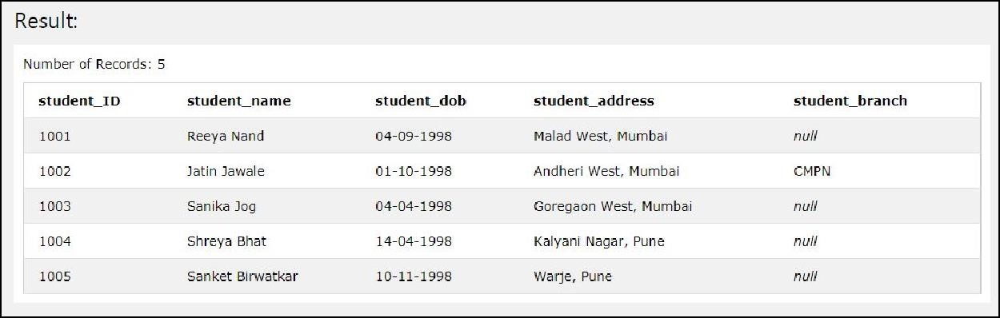 Result:
Number of Records: 5
student_ID student_name student_dob student_address student_branch
1001 Reeya Nand 04-09-1998 Malad West, Mumbai null
1002 Jatin Jawale 01-10-1998 Andheri West, Mumbai CMPN
1003 Sanika Jog 04-04-1998 Goregaon West, Mumbai null
1004 Shreya Bhat 14-04-1998 Kalyani Nagar, Pune null
1005 Sanket Birwatkar 10-11-1998 Warje, Pune null